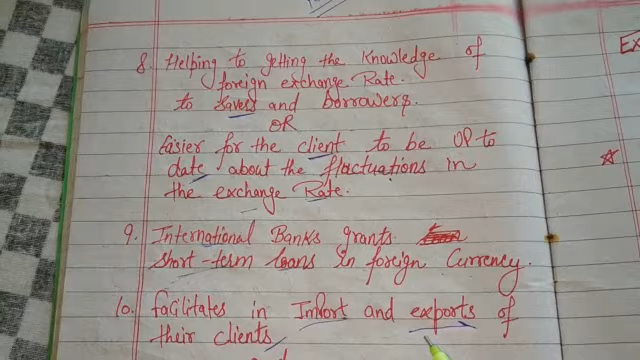 8. Helping to getting the Knowledge of
foreign exchange Rate.
to savers and borrowers.
OR
Easier for the client to be UP to
date about the flactuations in
the exchange Rate.
9. International Banks grants
short-term loans in foreign Currency.
10. facilitates in Import and exports of
their clients
EX